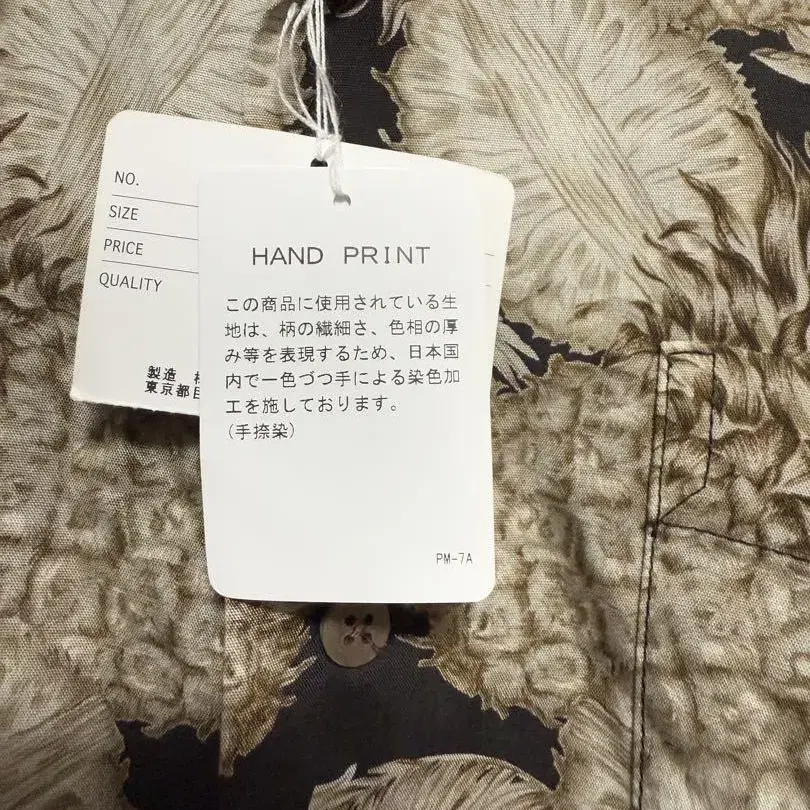 NO.
SIZE
PRICE
QUALITY
製造
東京都目
HAND PRINT
この商品に使用されている生
地は、柄の繊細さ、色相の厚
み等を表現するため、日本国
内で一色づつ手による染色加
工を施しております。
(手捺染)
PM-7A